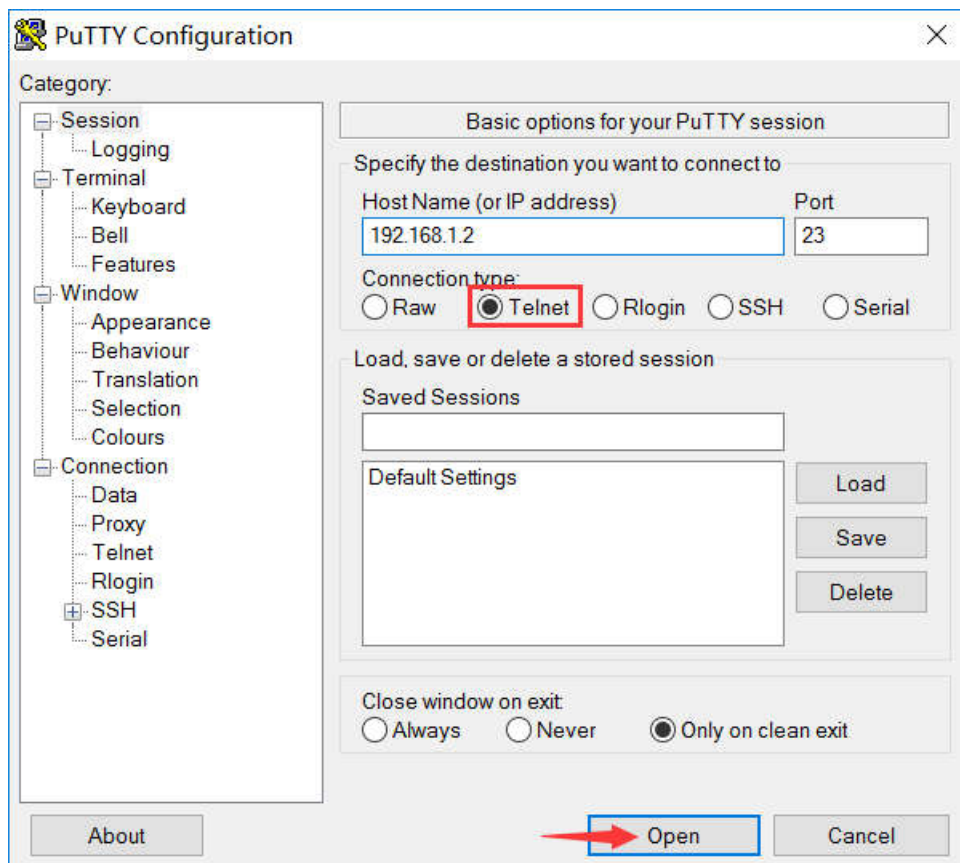 PuTTY Configuration
Category:
Session
Logging
Terminal
Keyboard
Bell
Features
Window
Appearance
Behaviour
Translation
Selection
Colours
Connection
Data
Proxy
Telnet
Rlogin
SSH
Serial
Basic options for your PuTTY session
Specify the destination you want to connect to
Host Name (or IP address) Port
192.168.1.2 23
Connection type:
Raw Telnet Rlogin SSH Serial
Load, save or delete a stored session
Saved Sessions
Default Settings
Load
Save
Delete
Close window on exit:
Always Never Only on clean exit
About Open Cancel